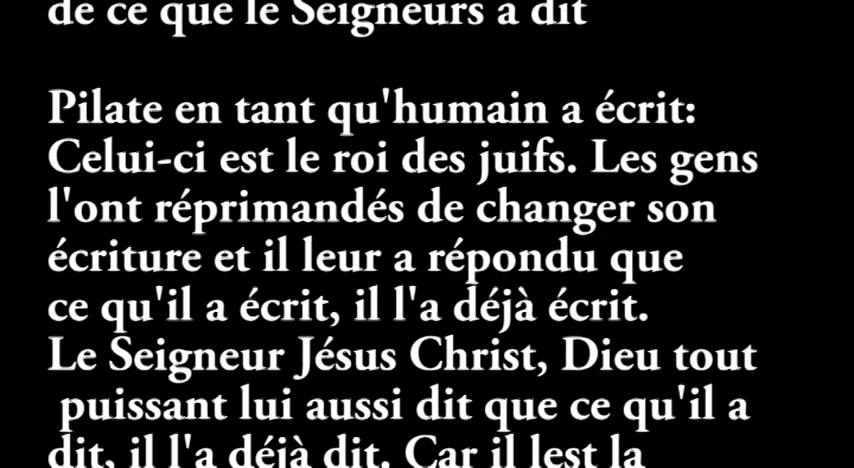 de ce que le Seigneurs a dit
Pilate en tant qu'humain a écrit:
Celui-ci est le roi des juifs. Les gens
l'ont réprimandés de changer son
écriture et il leur a répondu que
ce qu'il a écrit, il l'a déjà écrit.
Le Seigneur Jésus Christ, Dieu tout
puissant lui aussi dit que ce qu'il a
dit, il l'a déjà dit. Car il lest la